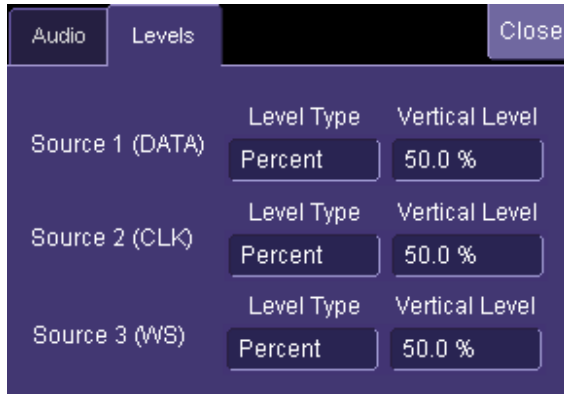 Audio Levels Close
Level Type Vertical Level
Source 1 (DATA)
Percent 50.0 %
Level Type Vertical Level
Source 2 (CLK)
Percent 50.0 %
Level Type Vertical Level
Source 3 (WS)
Percent 50.0 %